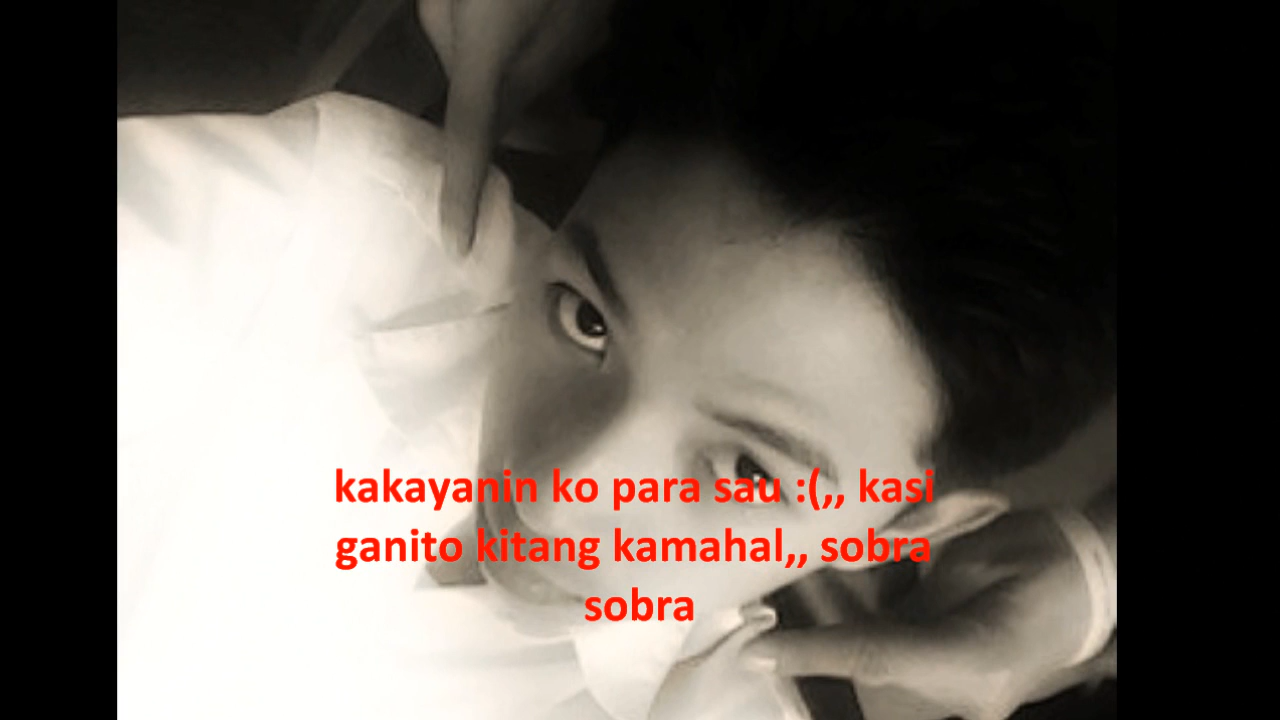 kakayanin ko para sau :(,, kasi
ganito kitang kamahal,, sobra
sobra